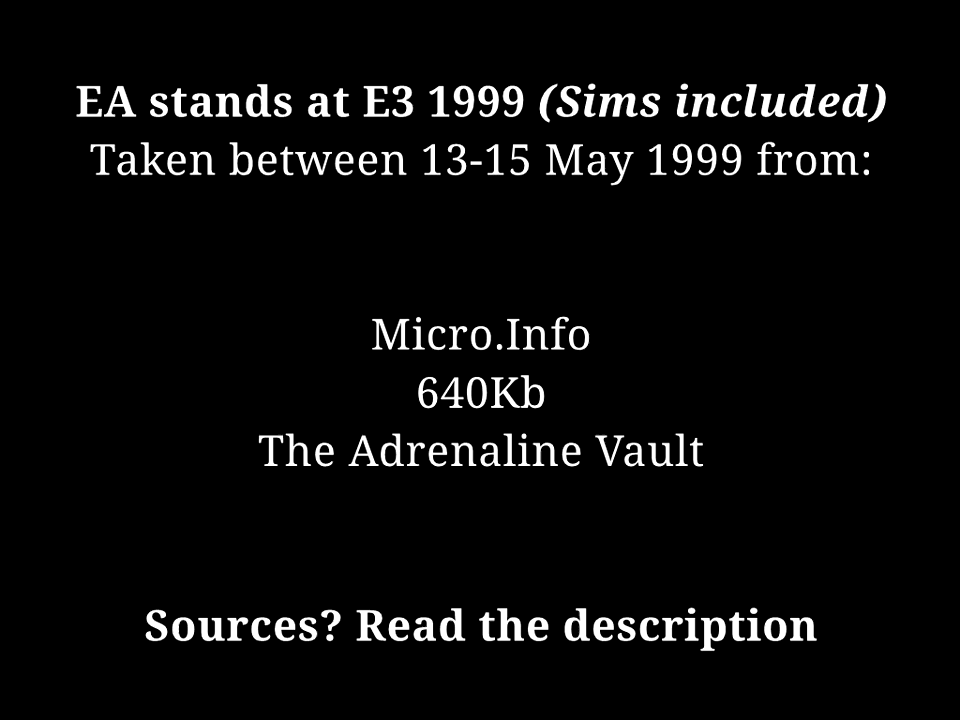 EA stands at E3 1999 (Sims included)
Taken between 13-15 May 1999 from:
Micro.Info
640Kb
The Adrenaline Vault
Sources? Read the description